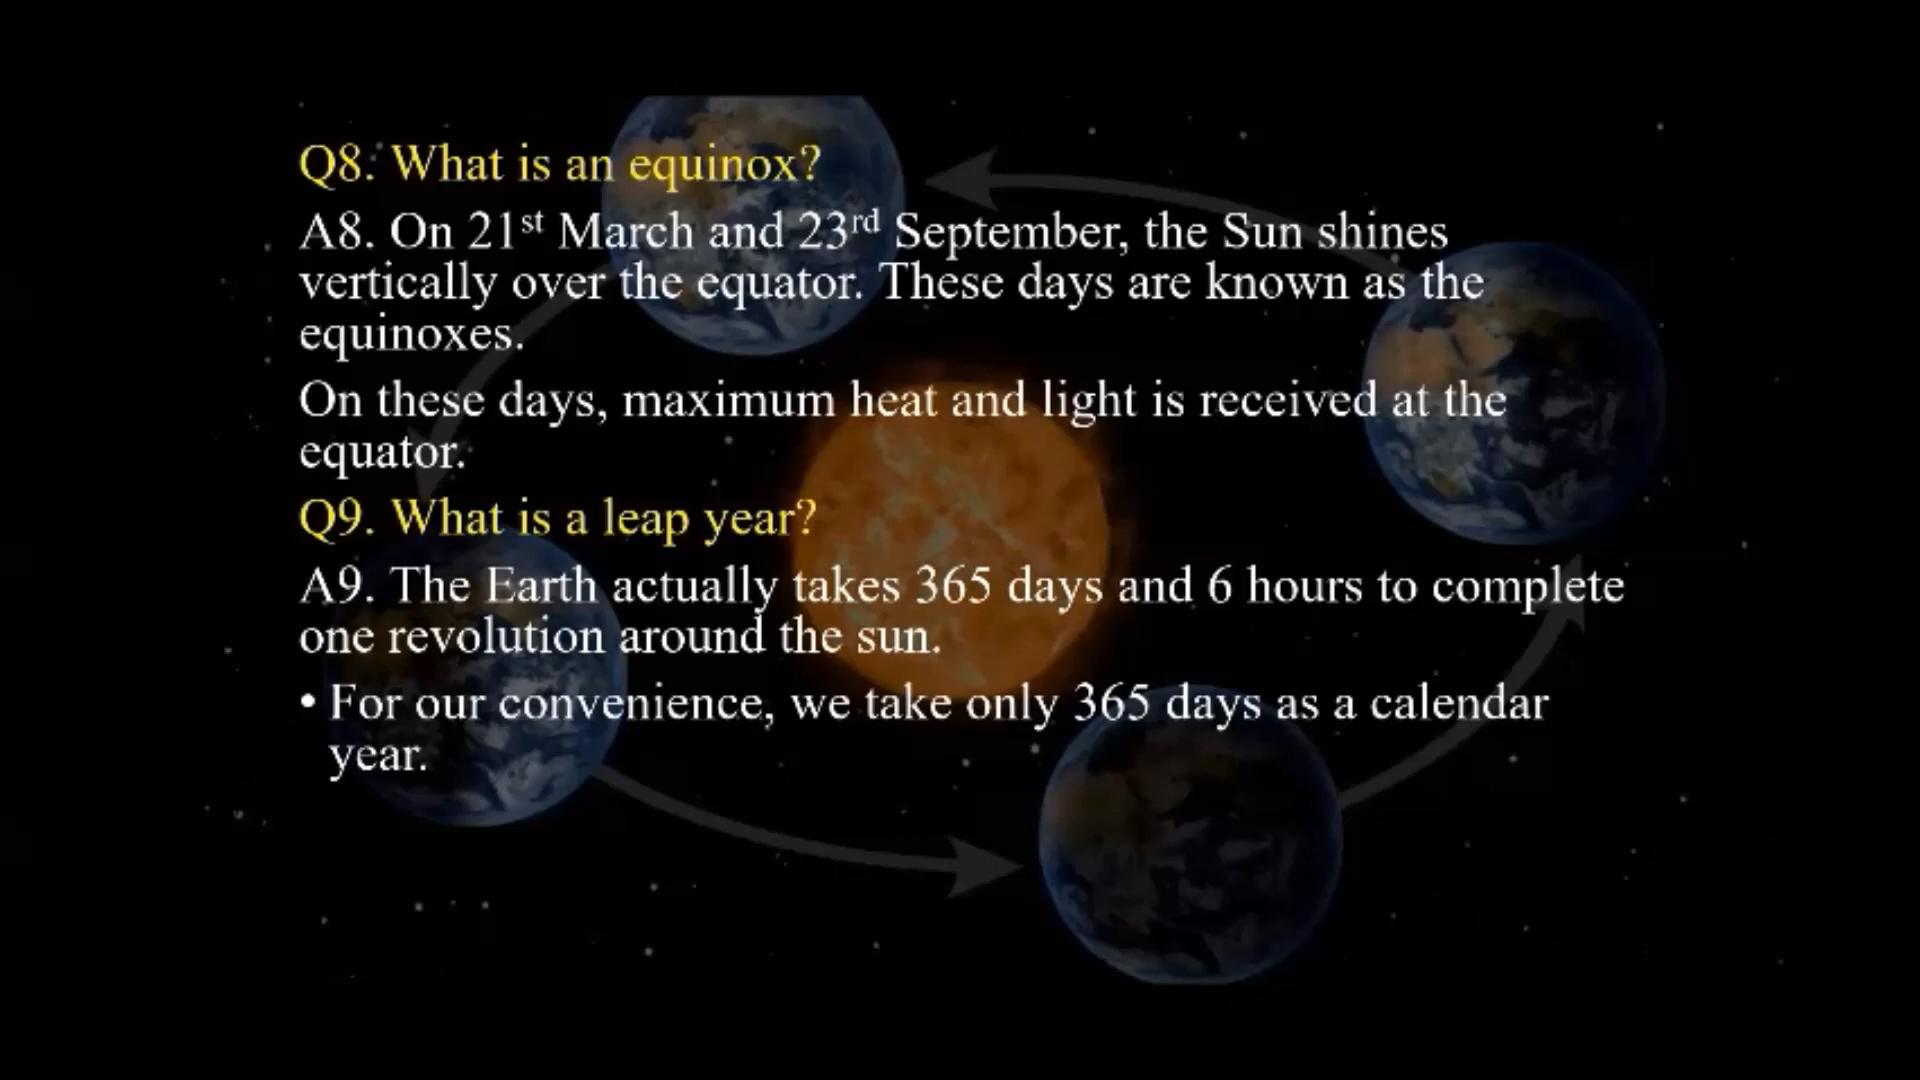 Q8. What is an equinox?
A8. On 21st March and 23rd September, the Sun shines
vertically over the equator. These days are known as the
equinoxes.
On these days, maximum heat and light is received at the
equator.
Q9. What is a leap year?
A9. The Earth actually takes 365 days and 6 hours to complete
one revolution around the sun.
• For our convenience, we take only 365 days as a calendar
year.